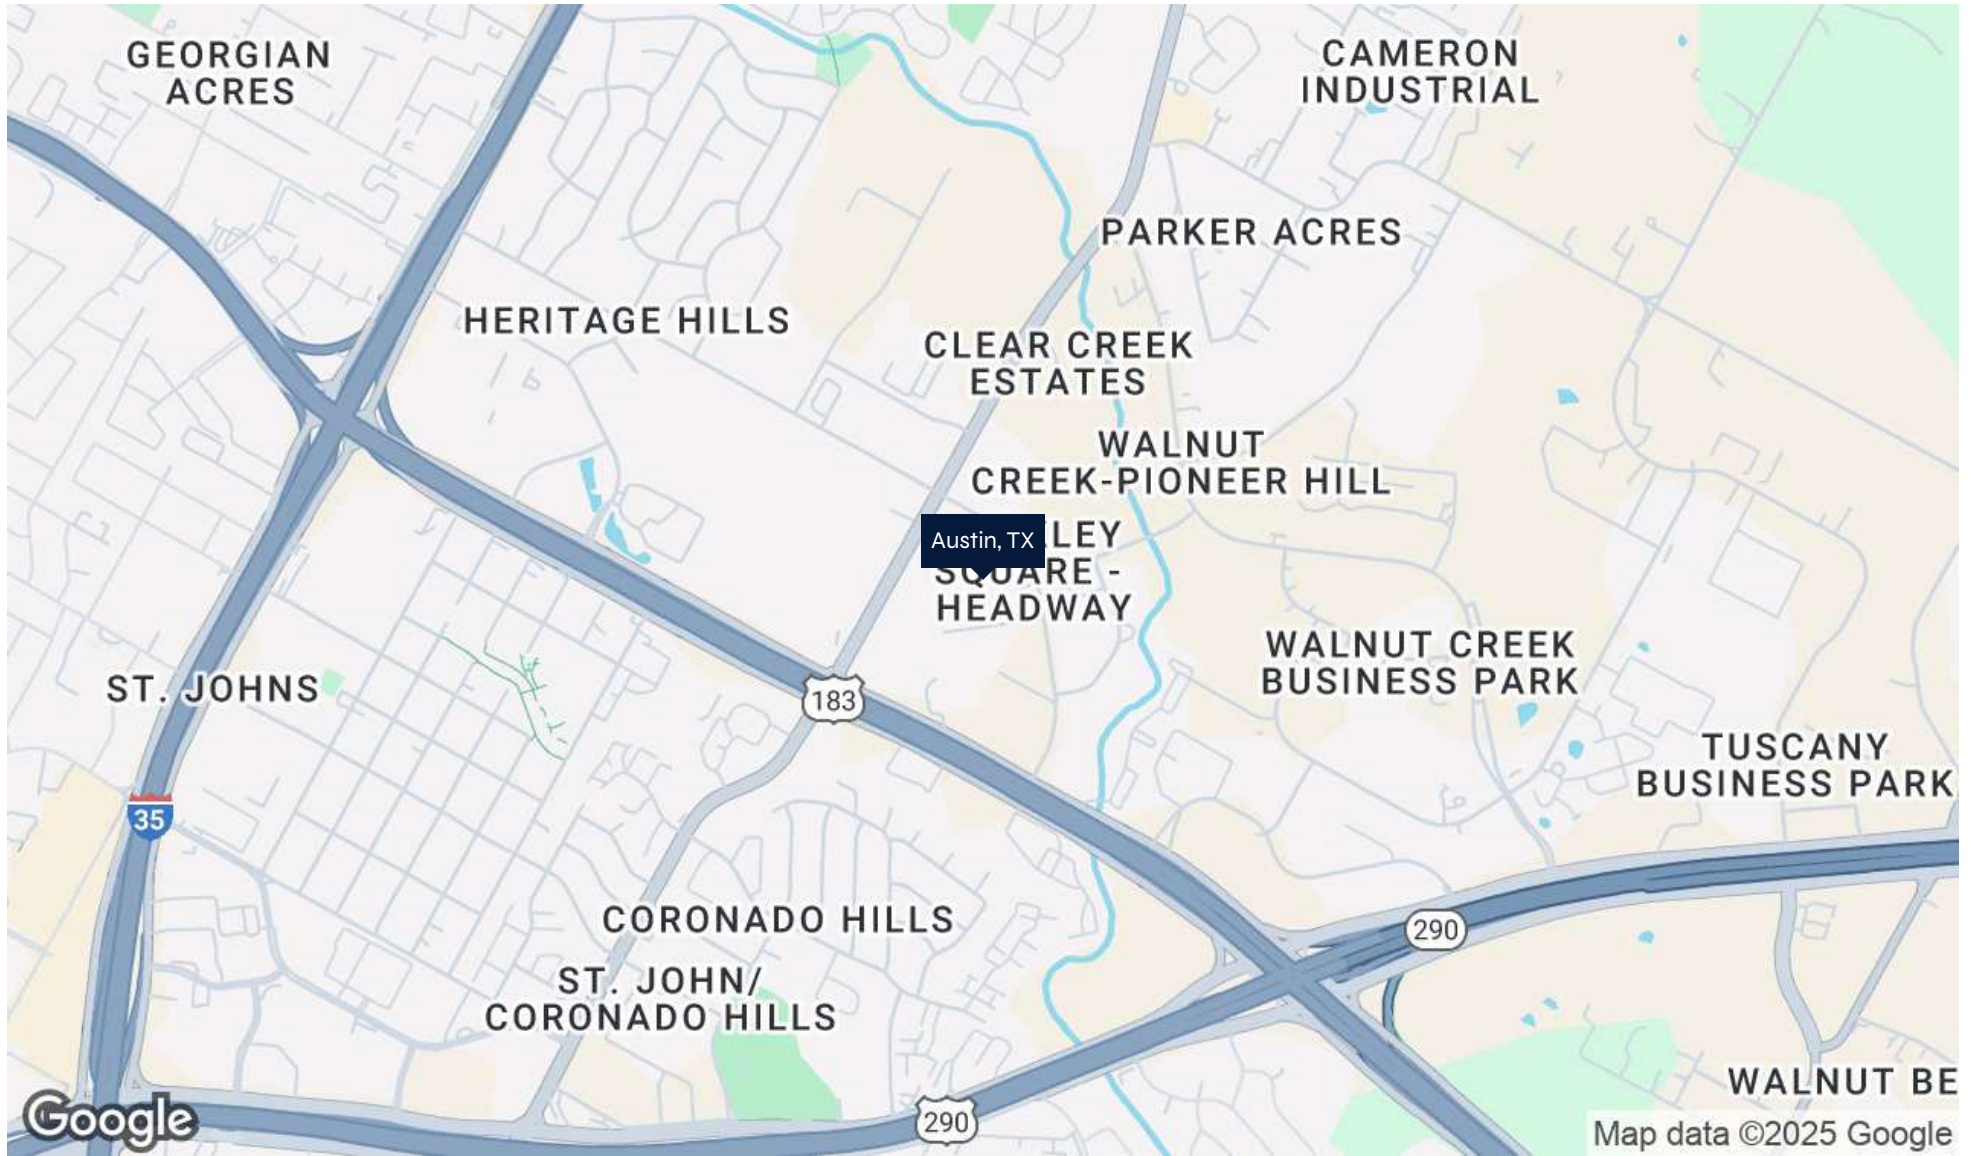 GEORGIAN
ACRES
CAMERON
INDUSTRIAL
PARKER ACRES
HERITAGE HILLS
CLEAR CREEK
ESTATES
WALNUT
CREEK-PIONEER HILL
Austin, TX
SQUARE -
HEADWAY
WALNUT CREEK
BUSINESS PARK
ST. JOHNS
183
TUSCANY
BUSINESS PARK
35
CORONADO HILLS
290
ST. JOHN/
CORONADO HILLS
WALNUT BE
Google
290
Map data ©2025 Google